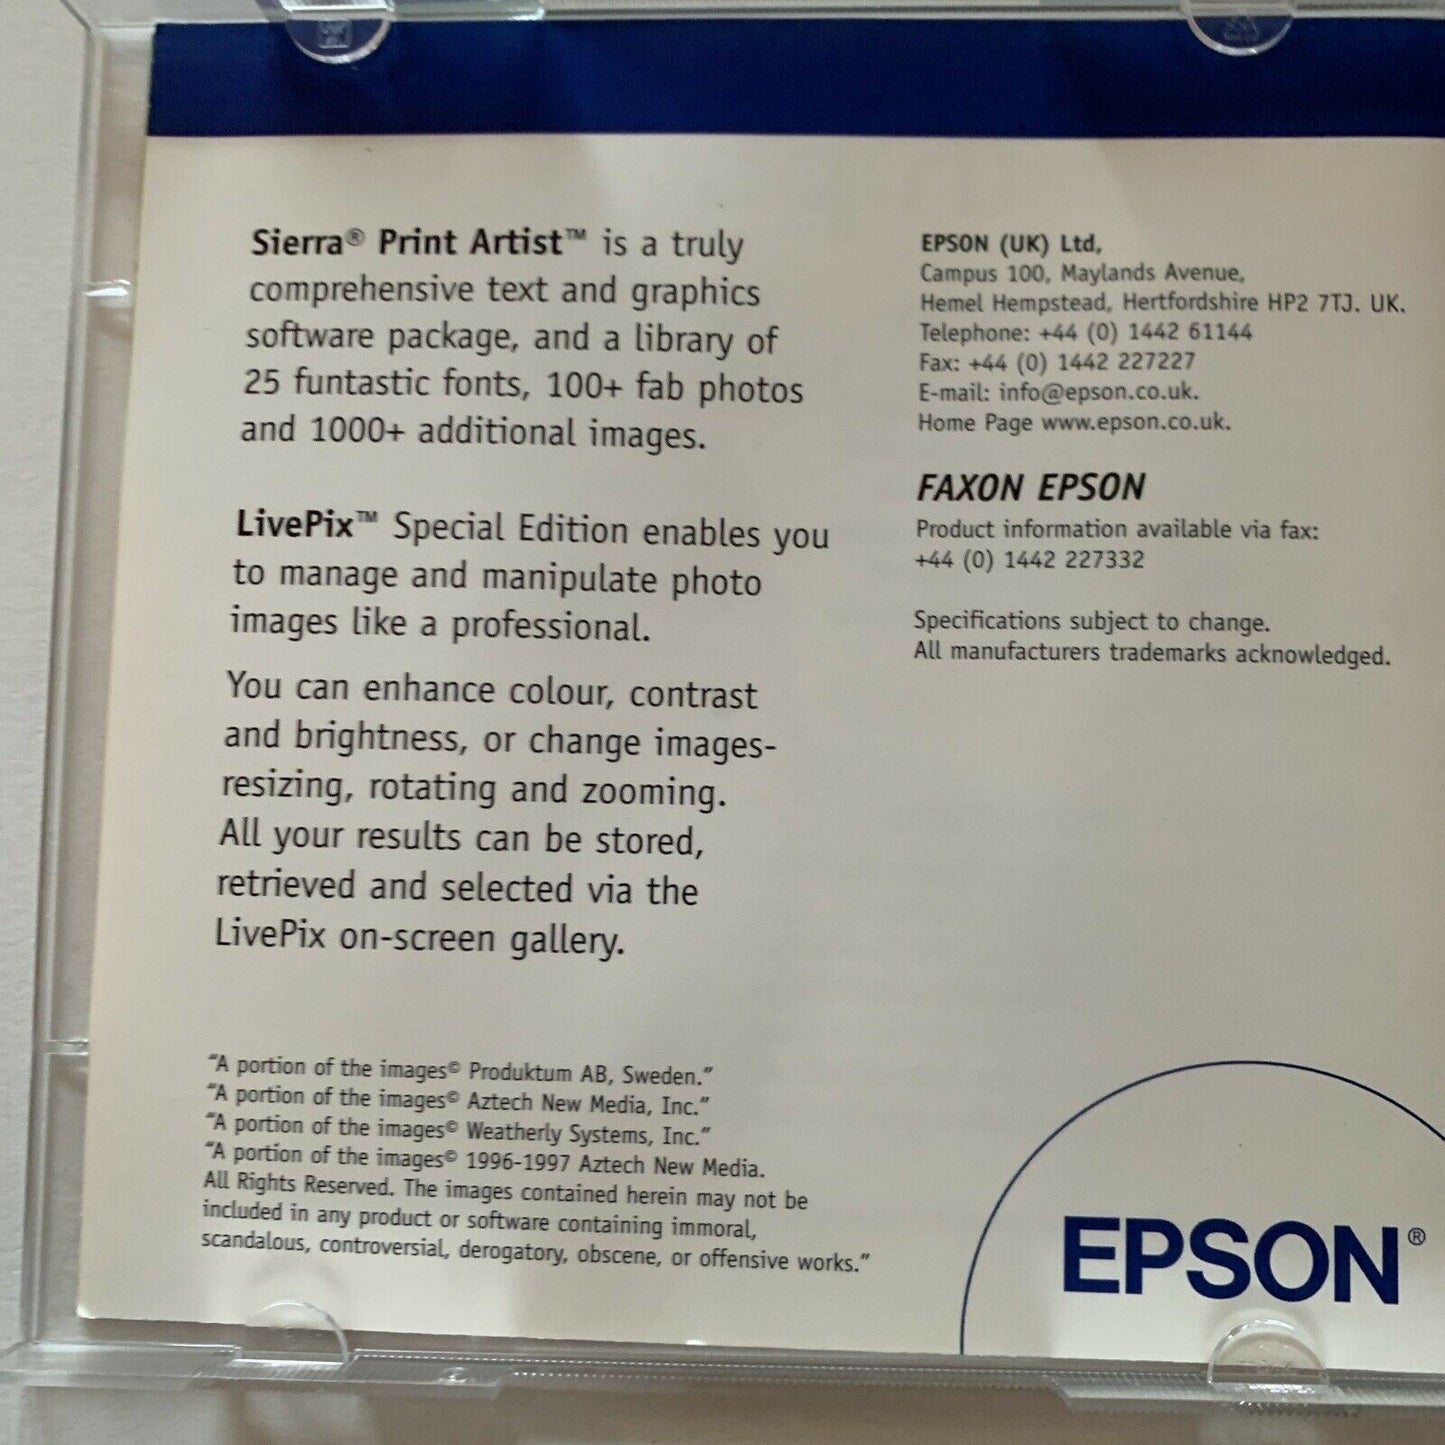 Sierra® Print Artist™ is a truly
comprehensive text and graphics
software package, and a library of
25 funtastic fonts, 100+ fab photos
and 1000+ additional images.
LivePix™ Special Edition enables you
to manage and manipulate photo
images like a professional.
You can enhance colour, contrast
and brightness, or change images-
resizing, rotating and zooming.
All your results can be stored,
retrieved and selected via the
LivePix on-screen gallery.
"A portion of the images© Produktum AB, Sweden."
"A portion of the images© Aztech New Media, Inc."
"A portion of the images© Weatherly Systems, Inc."
"A portion of the images© 1996-1997 Aztech New Media.
All Rights Reserved. The images contained herein may not be
included in any product or software containing immoral,
scandalous, controversial, derogatory, obscene, or offensive works."
EPSON (UK) Ltd,
Campus 100, Maylands Avenue,
Hemel Hempstead, Hertfordshire HP2 7TJ. UK.
Telephone: +44 (0) 1442 61144
Fax: +44 (0) 1442 227227
E-mail: info@epson.co.uk.
Home Page www.epson.co.uk.
FAXON EPSON
Product information available via fax:
+44 (0) 1442 227332
Specifications subject to change.
All manufacturers trademarks acknowledged.
EPSON®